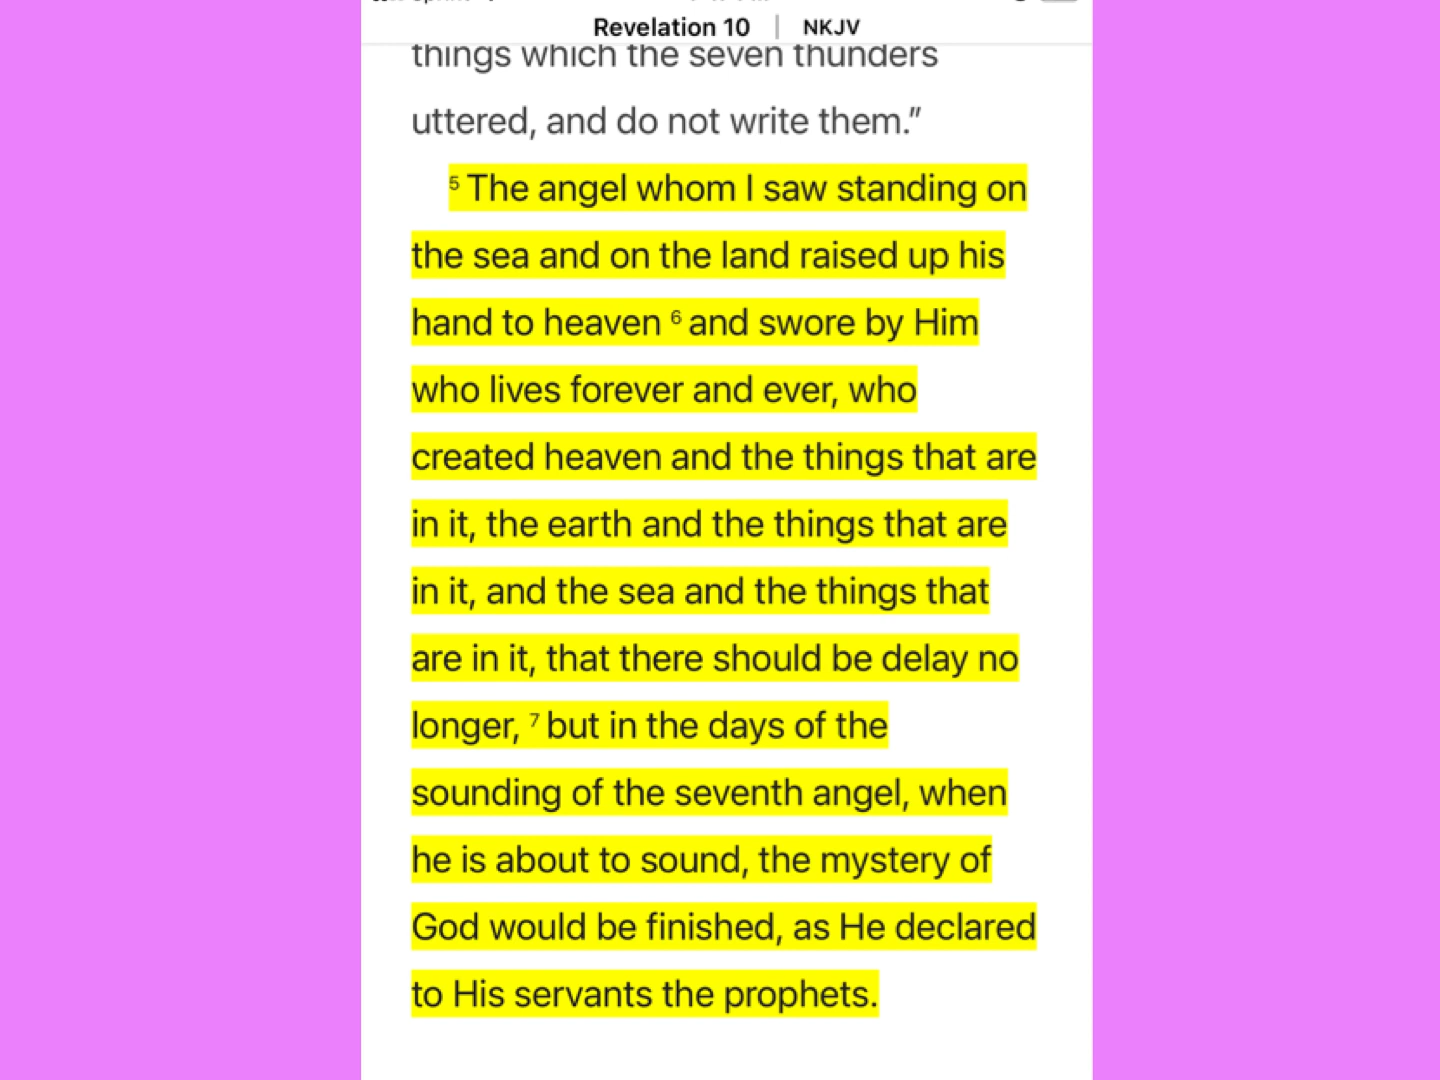 Revelation 10 | NKJV
things which the seven thunders
uttered, and do not write them.”
5 The angel whom I saw standing on
the sea and on the land raised up his
hand to heaven 6 and swore by Him
who lives forever and ever, who
created heaven and the things that are
in it, the earth and the things that are
in it, and the sea and the things that
are in it, that there should be delay no
longer, 7 but in the days of the
sounding of the seventh angel, when
he is about to sound, the mystery of
God would be finished, as He declared
to His servants the prophets.